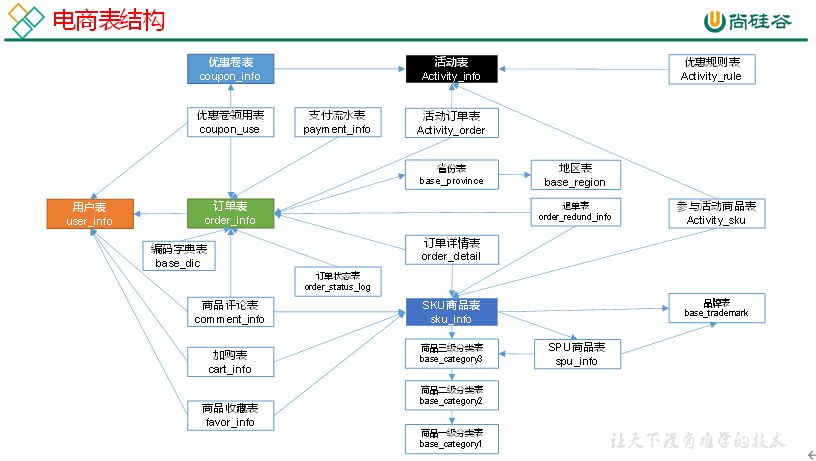 电商表结构
尚硅谷
优惠卷表
coupon_info
活动表
Activity_info
优惠规则表
Activity_rule
优惠卷领用表
coupon_use
支付流水表
payment_info
活动订单表
Activity_order
省份表
base_province
地区表
base_region
用户表
user_info
订单表
order_info
退单表
order_redund_info
参与活动商品表
Activity_sku
编码字典表
base_dic
订单详情表
order_detail
订单状态表
order_status_log
商品评论表
comment_info
SKU商品表
sku_info
品牌表
base_trademark
加购表
cart_info
商品三级分类表
base_category3
SPU商品表
spu_info
商品二级分类表
base_category2
商品收藏表
favor_info
商品一级分类表
base_category1
让天下没有难学的技术